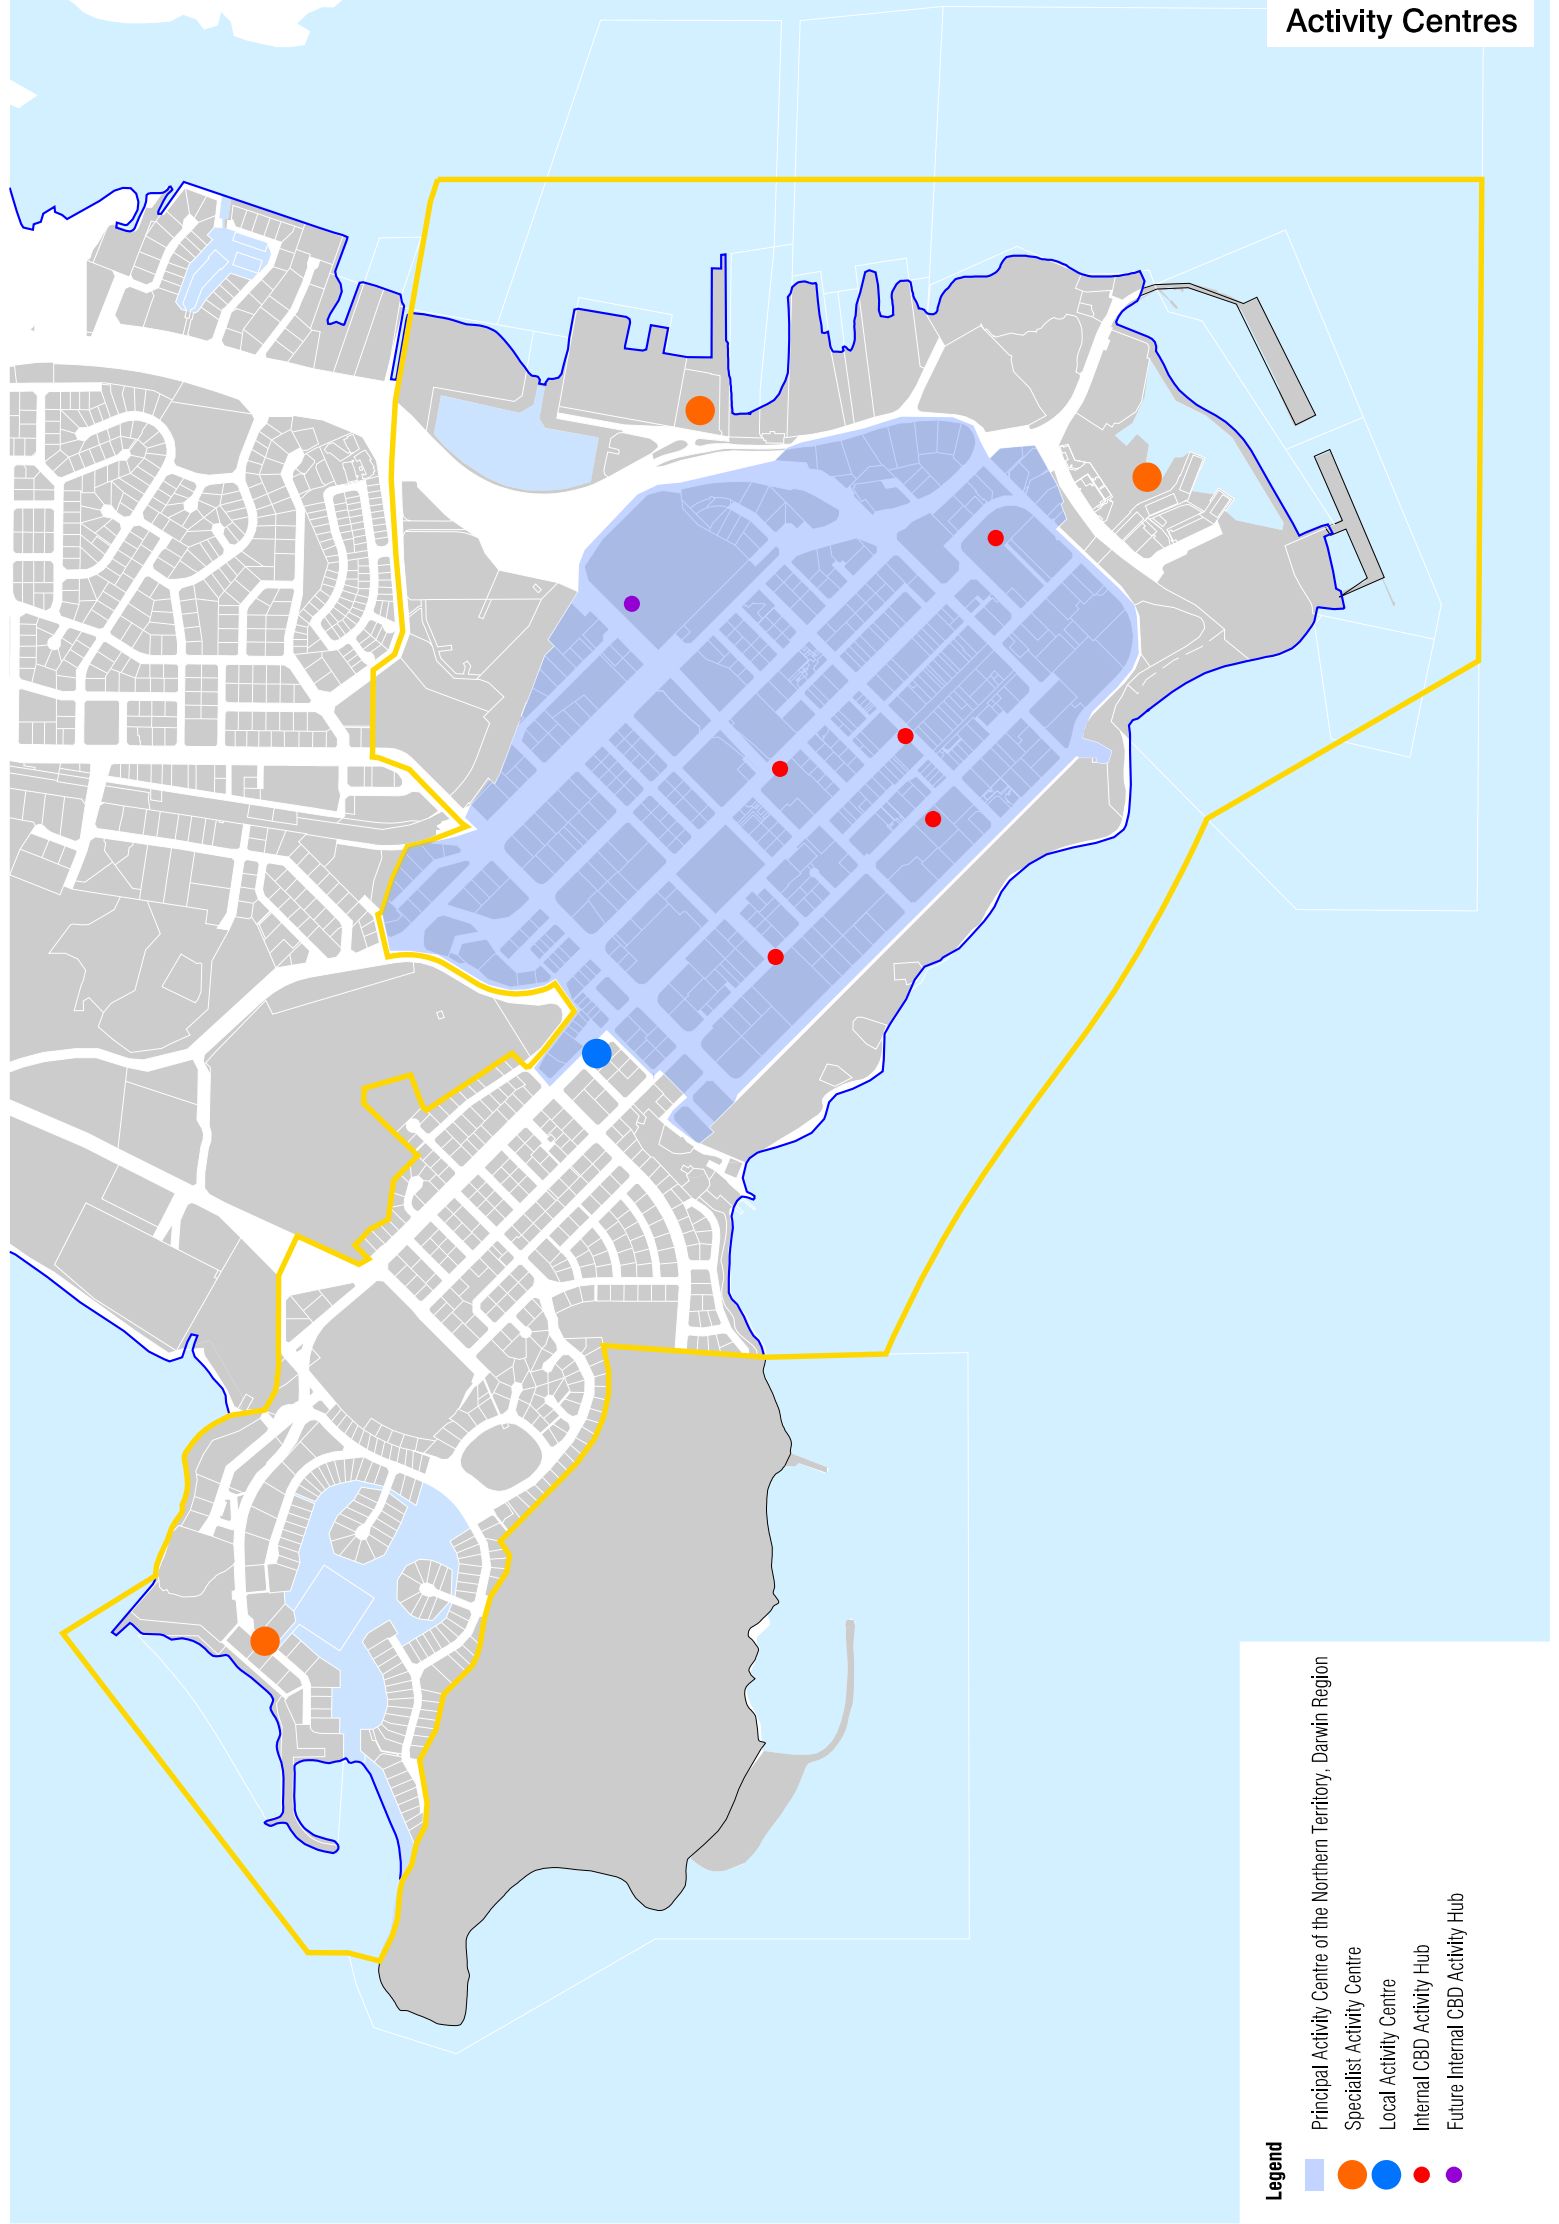 Activity Centres
Legend
Principal Activity Centre of the Northern Territory, Darwin Region
Specialist Activity Centre
Local Activity Centre
Internal CBD Activity Hub
Future Internal CBD Activity Hub